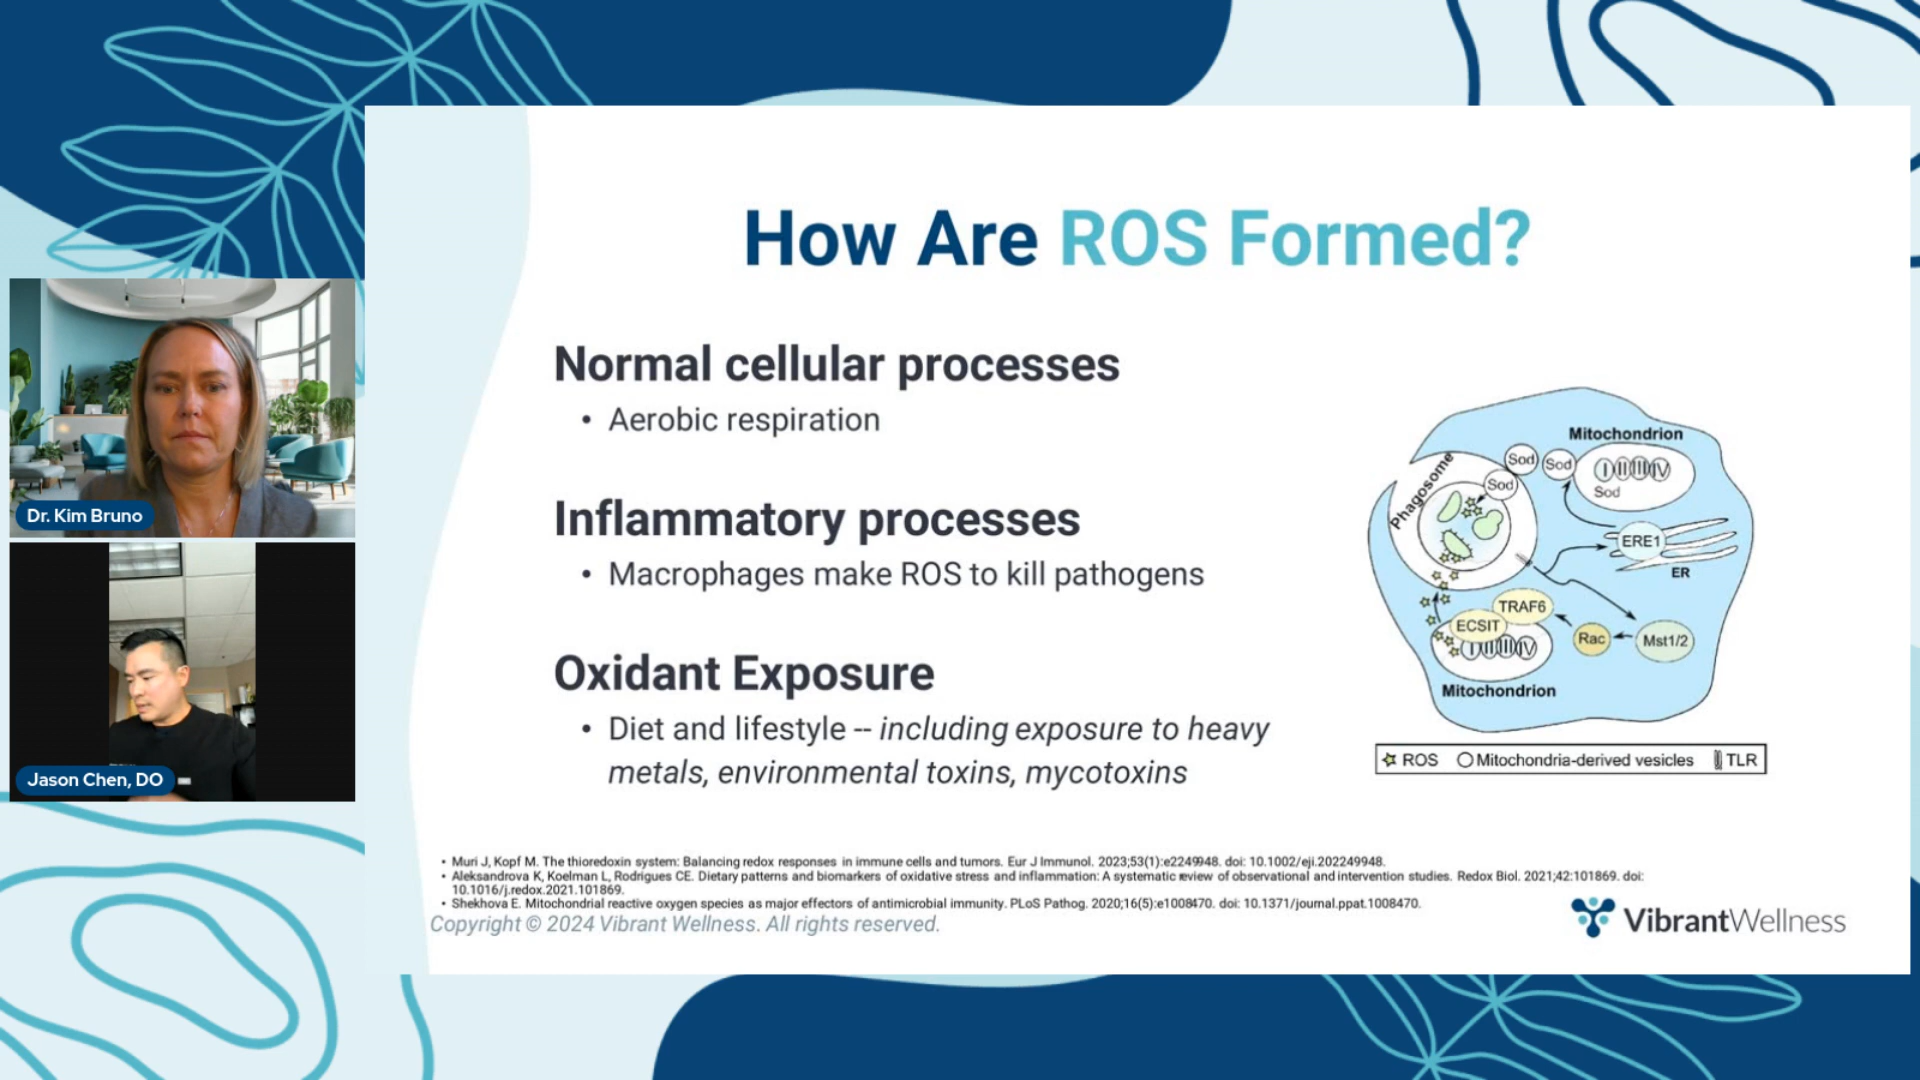 How Are ROS Formed?
Normal cellular processes
• Aerobic respiration
Inflammatory processes
• Macrophages make ROS to kill pathogens
Oxidant Exposure
• Diet and lifestyle -- including exposure to heavy
metals, environmental toxins, mycotoxins
Mitochondrion
Phagosome
Sod
Sod
Sod
I II III IV
Sod
ERE1
ER
TRAF6
ECSIT
Rac
Mst1/2
I II III IV
Mitochondrion
ROS
Mitochondria-derived vesicles
TLR
Dr. Kim Bruno
Jason Chen, DO
• Muri J, Kopf M. The thioredoxin system: Balancing redox responses in immune cells and tumors. Eur J Immunol. 2023;53(1):e2249948. doi: 10.1002/eji.202249948.
• Aleksandrova K, Koelman L, Rodrigues CE. Dietary patterns and biomarkers of oxidative stress and inflammation: A systematic review of observational and intervention studies. Redox Biol. 2021;42:101869. doi:
10.1016/j.redox.2021.101869.
• Shekhova E. Mitochondrial reactive oxygen species as major effectors of antimicrobial immunity. PLoS Pathog. 2020;16(5):e1008470. doi: 10.1371/journal.ppat.1008470.
Copyright © 2024 Vibrant Wellness. All rights reserved.
VibrantWellness